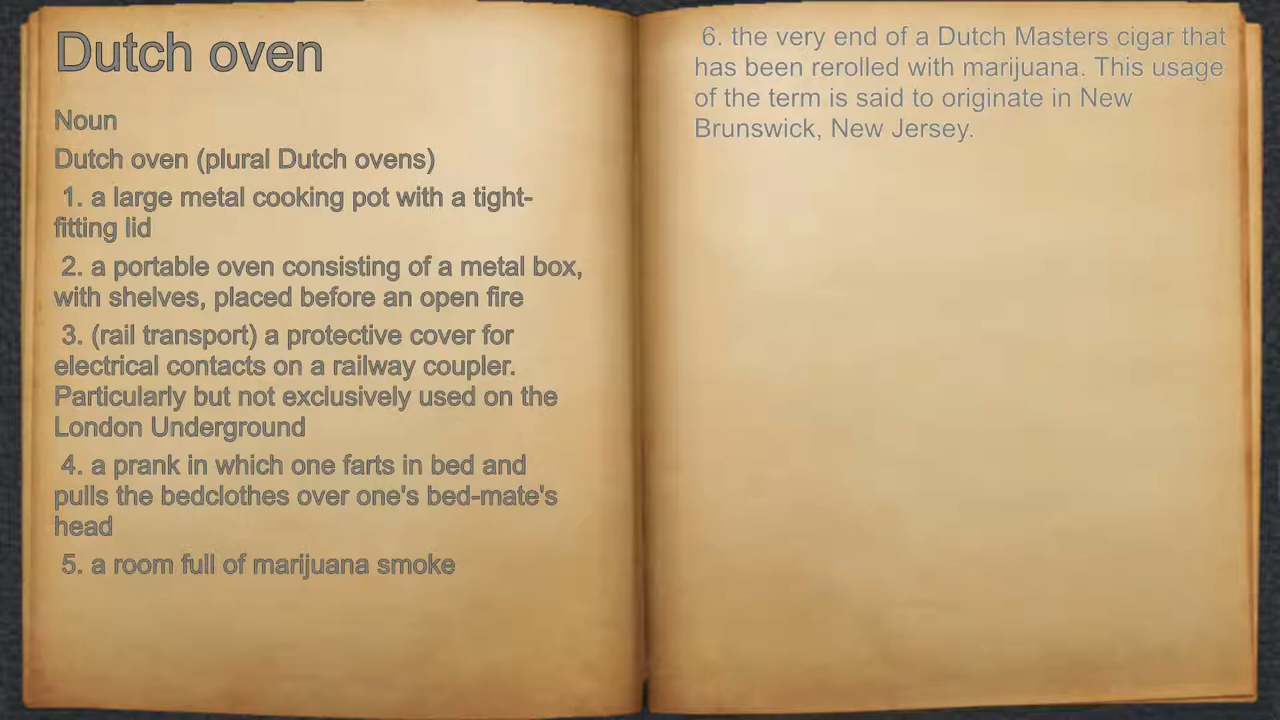 Dutch oven
Noun
Dutch oven (plural Dutch ovens)
1. a large metal cooking pot with a tight-
fitting lid
2. a portable oven consisting of a metal box,
with shelves, placed before an open fire
3. (rail transport) a protective cover for
electrical contacts on a railway coupler.
Particularly but not exclusively used on the
London Underground
4. a prank in which one farts in bed and
pulls the bedclothes over one's bed-mate's
head
5. a room full of marijuana smoke
6. the very end of a Dutch Masters cigar that
has been rerolled with marijuana. This usage
of the term is said to originate in New
Brunswick, New Jersey.